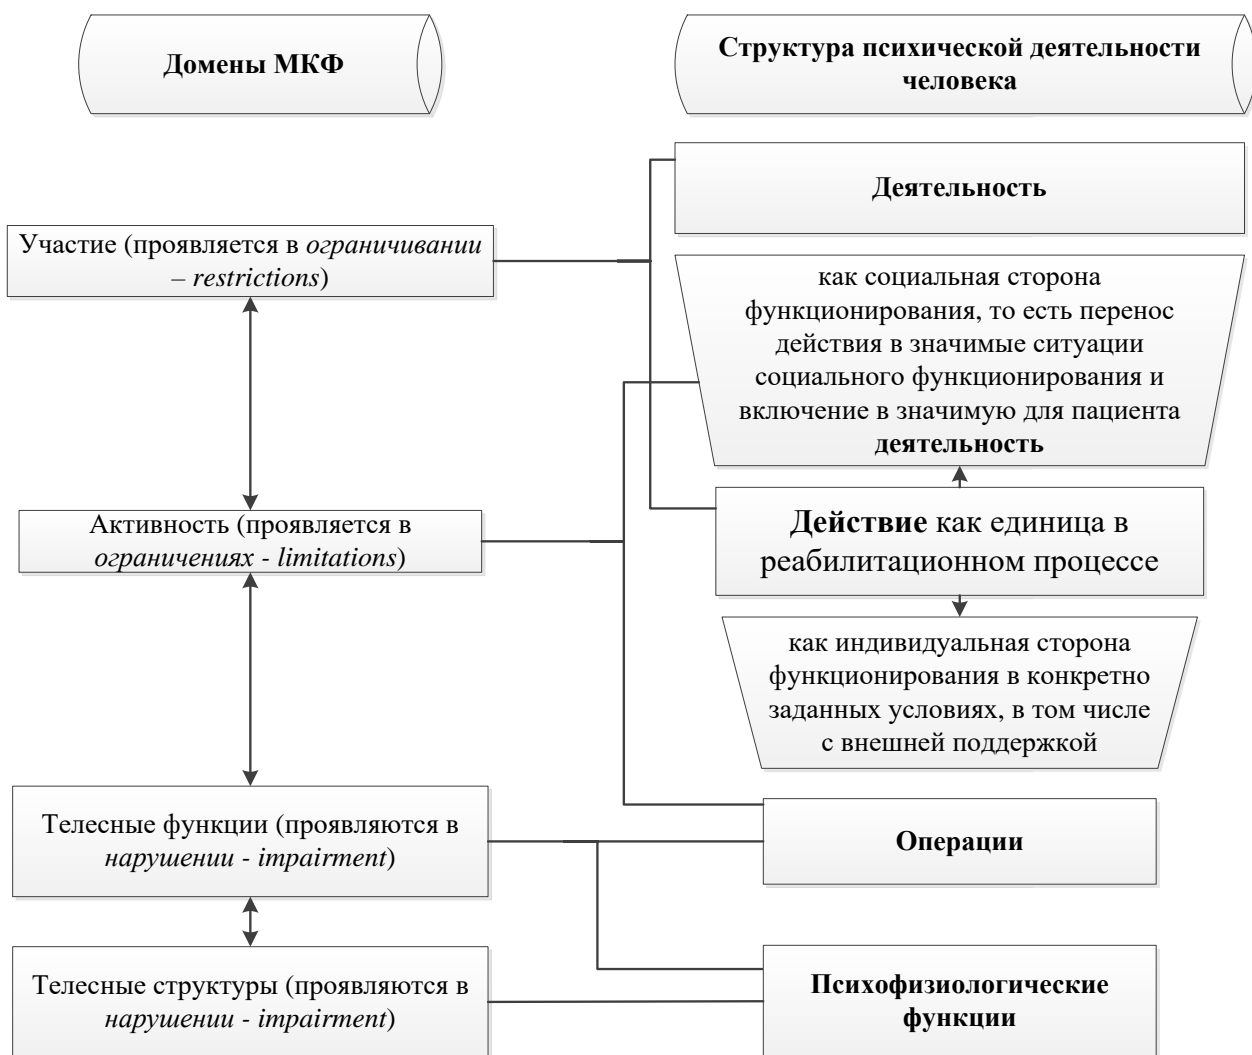 Домены МКФ
Структура психической деятельности
человека
Деятельность
Участие (проявляется в ограничивании
– restrictions)
как социальная сторона
функционирования, то есть перенос
действия в значимые ситуации
социального функционирования и
включение в значимую для пациента
деятельность
Активность (проявляется в
ограничениях - limitations)
Действие как единица в
реабилитационном процессе
как индивидуальная сторона
функционирования в конкретно
заданных условиях, в том числе
с внешней поддержкой
Телесные функции (проявляются в
нарушении - impairment)
Операции
Телесные структуры (проявляются в
нарушении - impairment)
Психофизиологические
функции